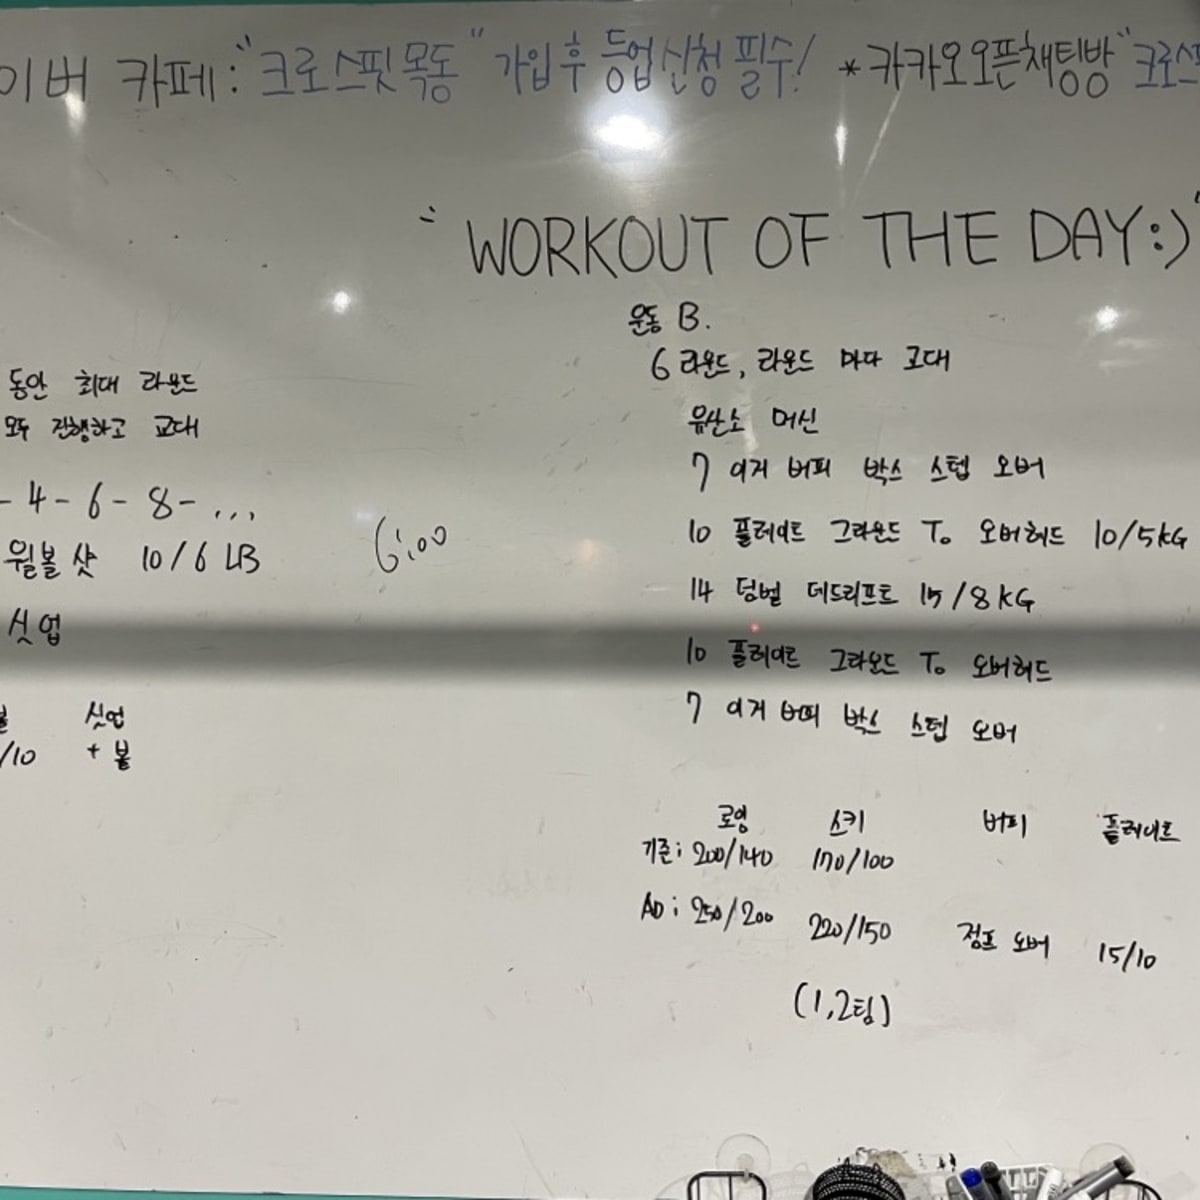 이버 카페: "크로스핏 목동" 가입 후 등업신청 필수! *카카오오픈채팅방 "크로스
"WORKOUT OF THE DAY:)"
동안 최대 라운드
모두 진행하고 교대
-4-6-8-...
월볼 샷 10/6 LB
싯업
6:00
싯업
/10 + 볼
운동 B.
6 라운드, 라운드 마다 교대
유산소 머신
7 여거 버피 박스 스텝 오버
10 플레이트 그라운드 To 오버헤드 10/5KG
14 덤벨 데드리프트 15/8KG
10 플레이트 그라운드 To 오버헤드
7 여거 버피 박스 스텝 오버
로잉 스키 버피 플레이트
기준; 200/140 170/100
AD; 250/200 220/150 점프 오버 15/10
(1,2팀)